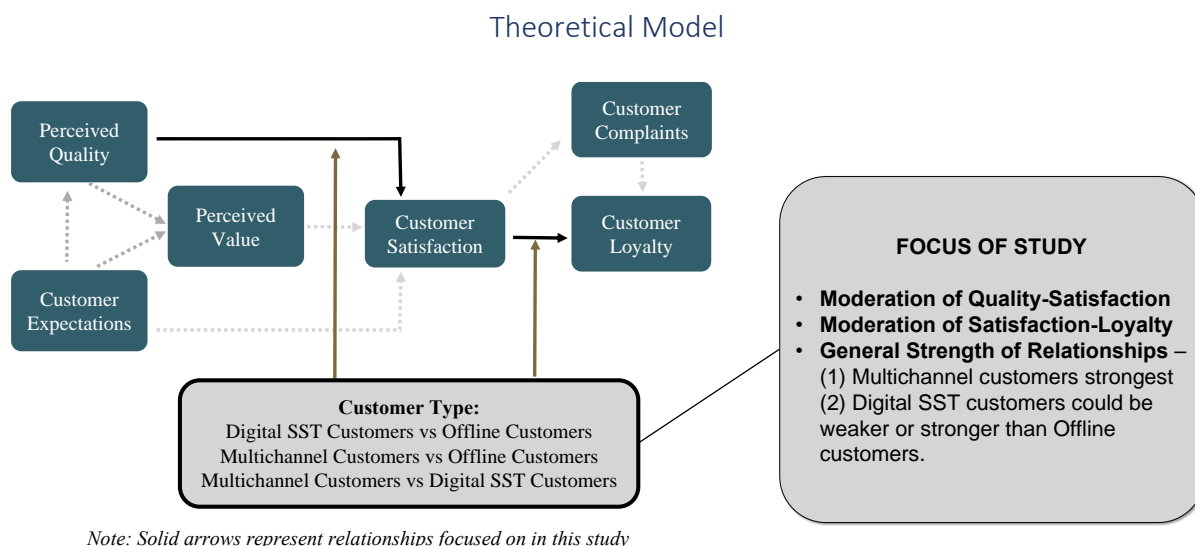 Theoretical Model
Perceived
Quality
Customer
Complaints
Perceived
Value
Customer
Satisfaction
Customer
Loyalty
Customer
Expectations
Customer Type:
Digital SST Customers vs Offline Customers
Multichannel Customers vs Offline Customers
Multichannel Customers vs Digital SST Customers
FOCUS OF STUDY
• Moderation of Quality-Satisfaction
• Moderation of Satisfaction-Loyalty
• General Strength of Relationships –
(1) Multichannel customers strongest
(2) Digital SST customers could be
weaker or stronger than Offline
customers.
Note: Solid arrows represent relationships focused on in this study